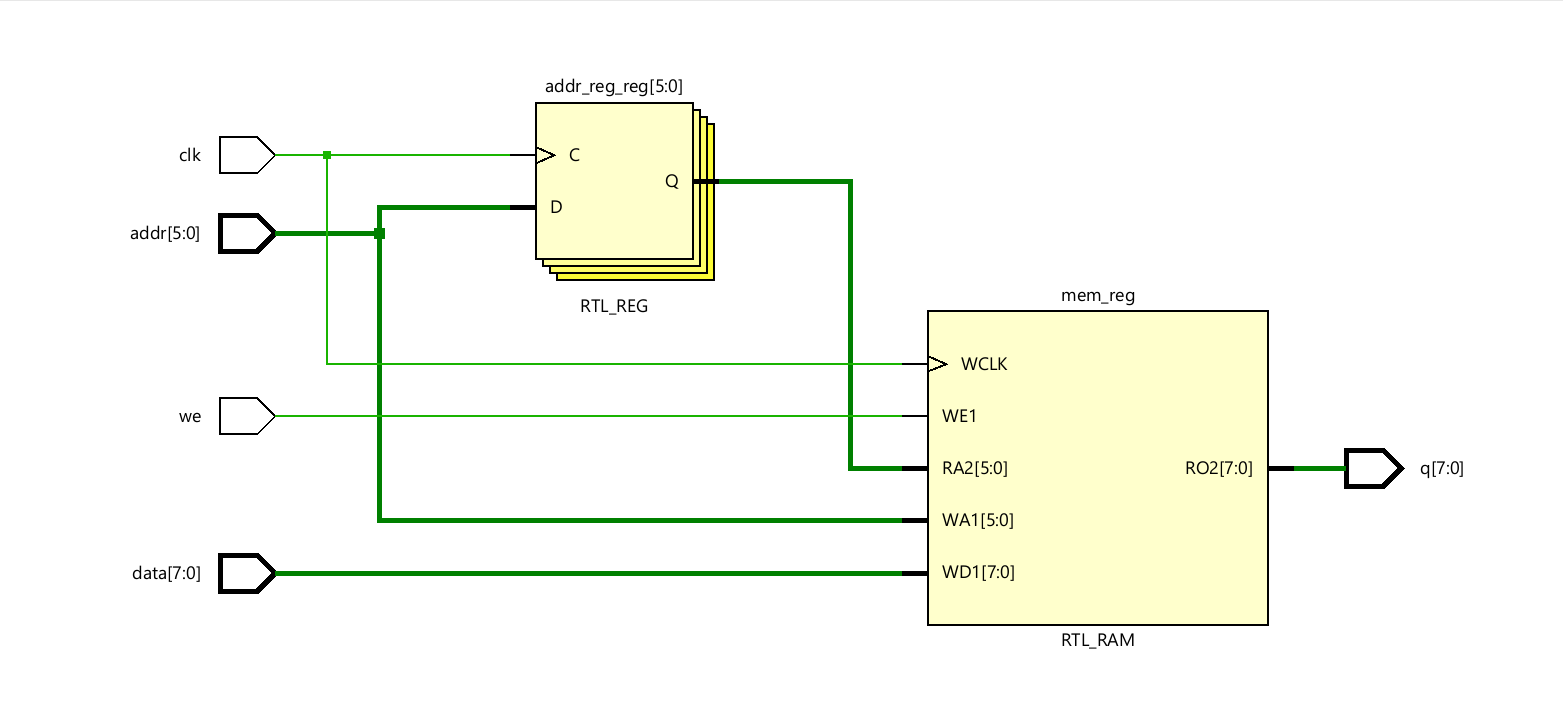 addr_reg_reg[5:0]
clk
C
Q
addr[5:0]
D
RTL_REG
mem_reg
WCLK
we
WE1
RA2[5:0]
RO2[7:0]
q[7:0]
WA1[5:0]
data[7:0]
WD1[7:0]
RTL_RAM